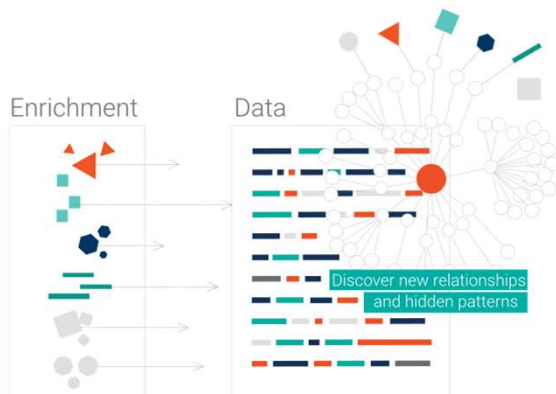 Enrichment
Data
Discover new relationships
and hidden patterns